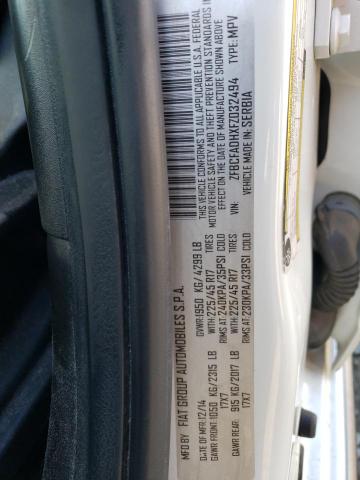 MFD BY: FIAT GROUP AUTOMOBILES S.P.A.
DATE OF MFR:12/14 GVWR:1950 KG/ 4299 LB
GAWR FRONT:1050 KG/2315 LB WITH:225/45 R17 TIRES
17X7 RIMS AT:240KPA/35PSI COLD
GAWR REAR: 915 KG/2017 LB WITH:225/45 R17 TIRES
17X7 RIMS AT:230KPA/33PSI COLD
THIS VEHICLE CONFORMS TO ALL APPLICABLE U.S.A. FEDERAL
MOTOR VEHICLE SAFETY, BUMPER, AND THEFT PREVENTION STANDARDS IN
EFFECT ON THE DATE OF MANUFACTURE SHOWN ABOVE
VIN: ZFBCFADHXFZ032494 TYPE: MPV
VEHICLE MADE IN: SERBIA